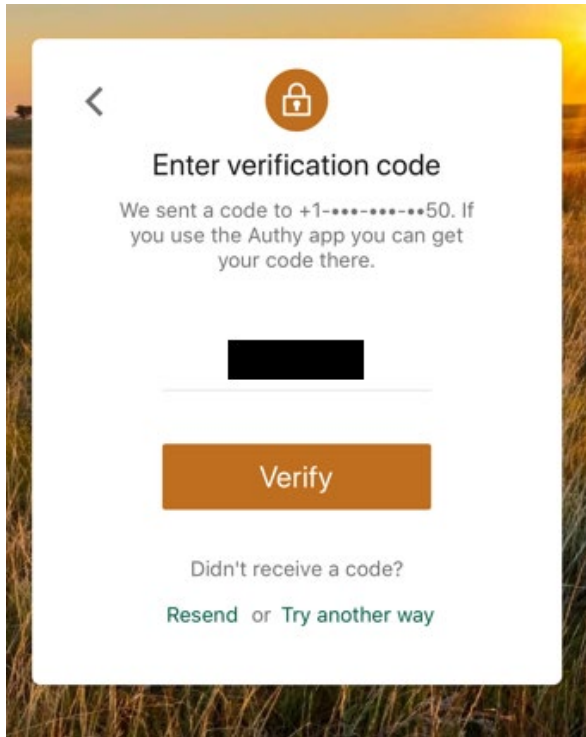 Enter verification code
We sent a code to +1-•••-•••-••50. If
you use the Authy app you can get
your code there.
Verify
Didn't receive a code?
Resend or Try another way